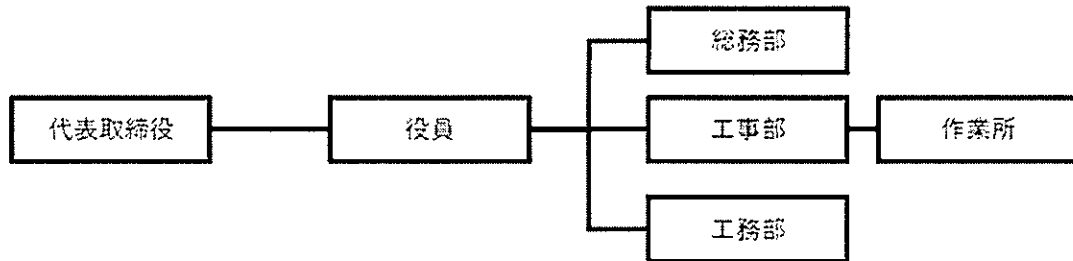 総務部
代表取締役
役員
工事部
作業所
工務部